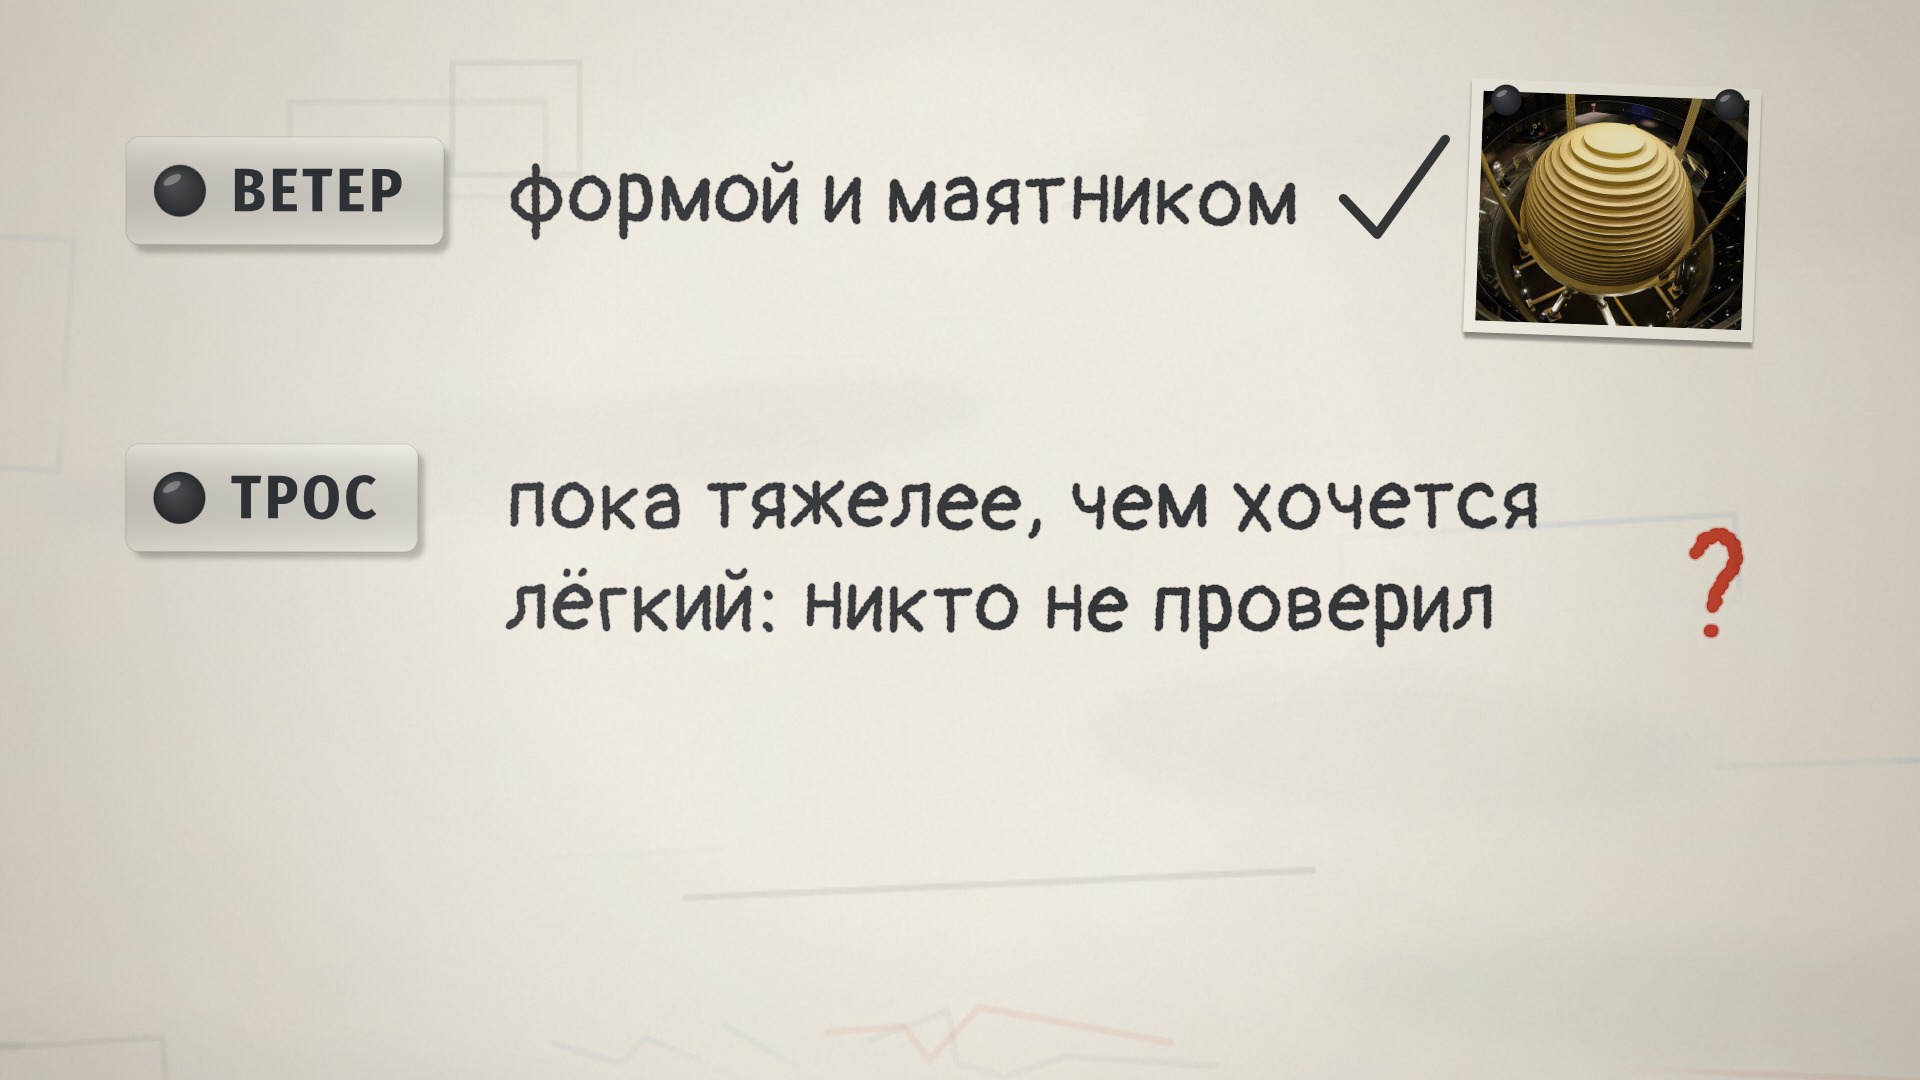 ВЕТЕР формой и маятником
ТРОС пока тяжелее, чем хочется
лёгкий: никто не проверил ?